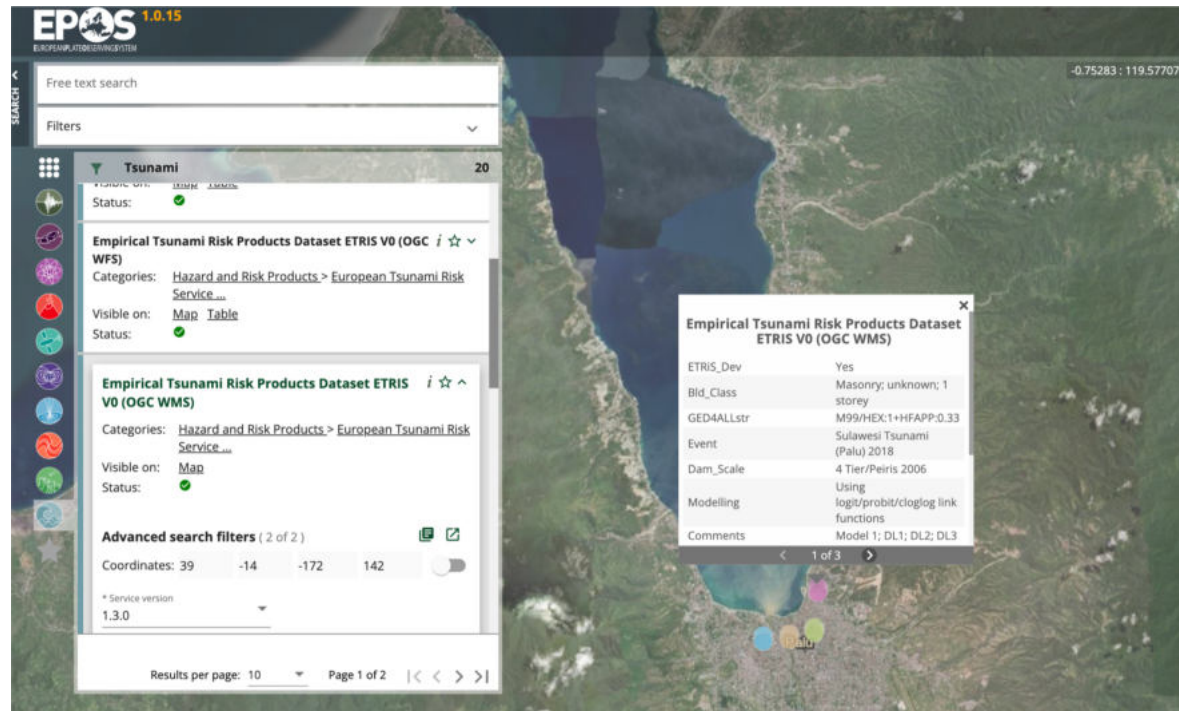 EPOS
1.0.15
EUROPEAN PLATE OBSERVING SYSTEM
-0.75283 : 119.57707
SEARCH
Free text search
Filters
Tsunami 20
Visible on: Map Table
Status:
Empirical Tsunami Risk Products Dataset ETRIS V0 (OGC
WFS)
Categories: Hazard and Risk Products > European Tsunami Risk
Service ...
Visible on: Map Table
Status:
Empirical Tsunami Risk Products Dataset ETRIS
V0 (OGC WMS)
Categories: Hazard and Risk Products > European Tsunami Risk
Service ...
Visible on: Map
Status:
Advanced search filters ( 2 of 2 )
Coordinates: 39 -14 -172 142
* Service version
1.3.0
Results per page: 10 Page 1 of 2
Empirical Tsunami Risk Products Dataset
ETRIS V0 (OGC WMS)
ETRiS_Dev Yes
Bld_Class Masonry; unknown; 1
storey
GED4ALLstr M99/HEX:1+HFAPP:0.33
Event Sulawesi Tsunami
(Palu) 2018
Dam_Scale 4 Tier/Peiris 2006
Modelling Using
logit/probit/cloglog link
functions
Comments Model 1; DL1; DL2; DL3
1 of 3
Palu